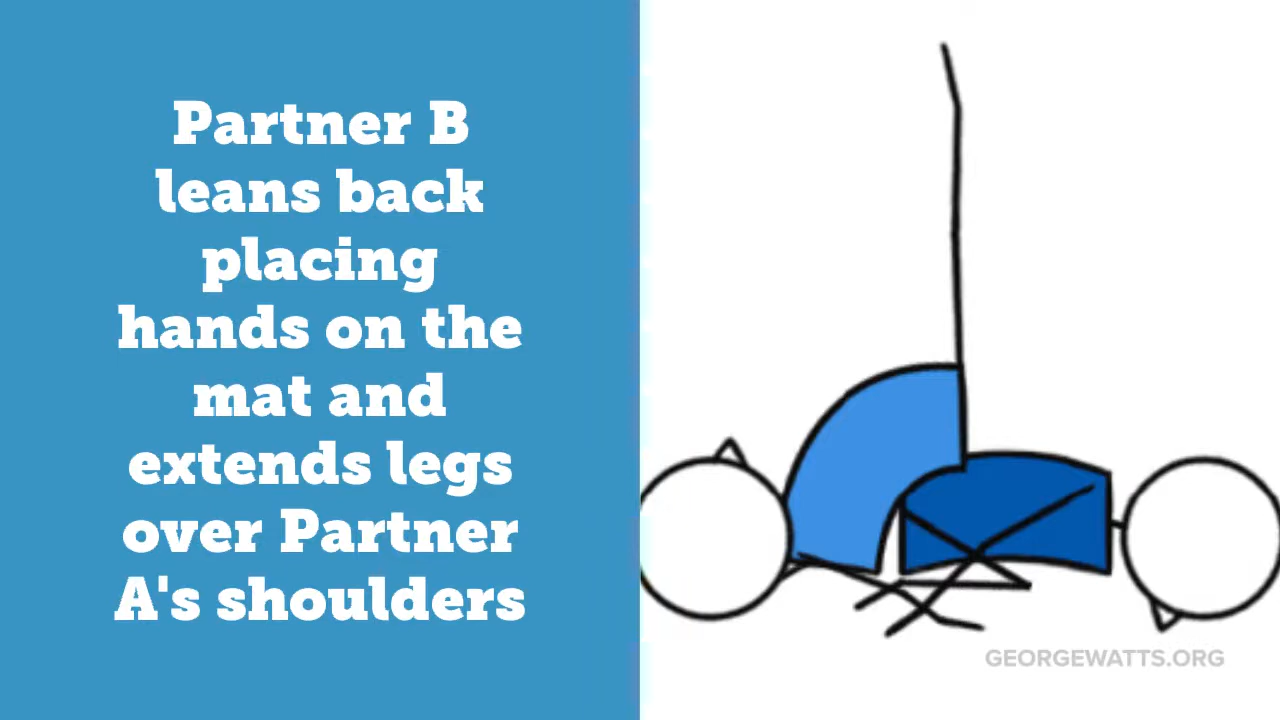 Partner B
leans back
placing
hands on the
mat and
extends legs
over Partner
A's shoulders
GEORGEWATTS.ORG